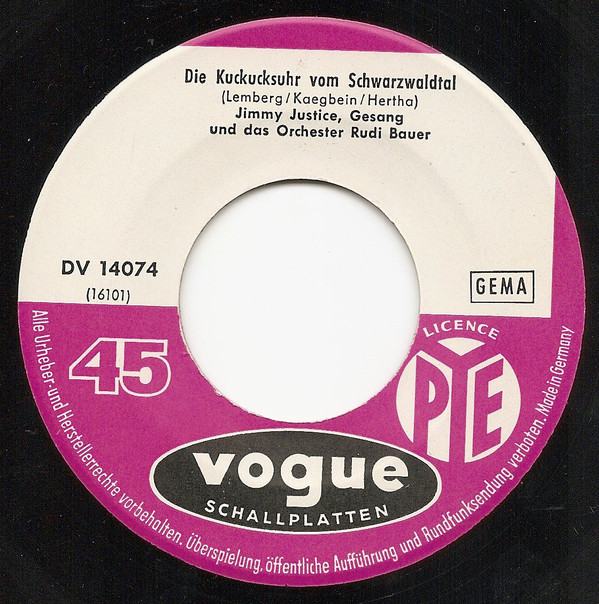 Die Kuckucksuhr vom Schwarzwaldtal
(Lemberg/Kaegbein/Hertha)
Jimmy Justice, Gesang
und das Orchester Rudi Bauer
DV 14074
(16101)
GEMA
45
LICENCE
PYE
vogue
SCHALLPLATTEN
Alle Urheber- und Herstellerrechte vorbehalten. Überspielung, öffentliche Aufführung und Rundfunksendung verboten. Made in Germany